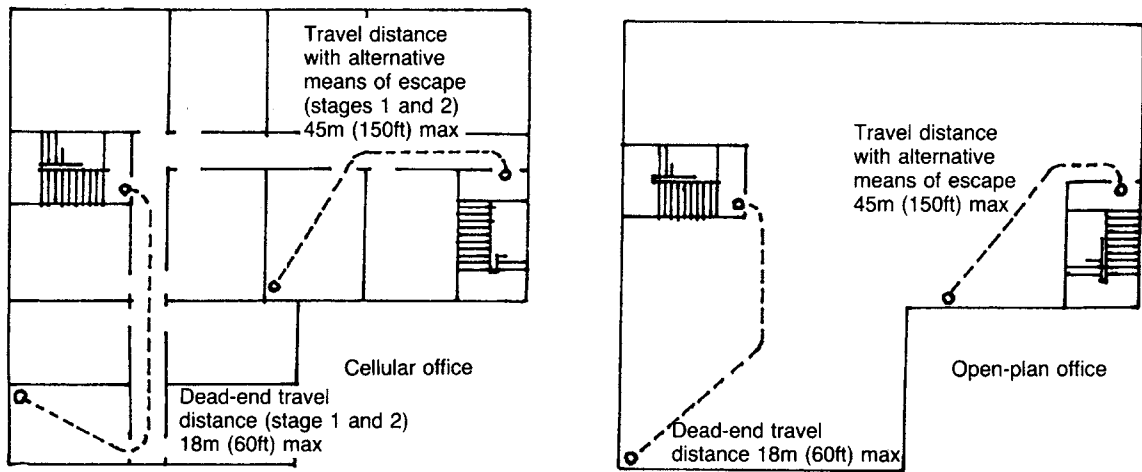 Travel distance
with alternative
means of escape
(stages 1 and 2)
45m (150ft) max
Cellular office
Dead-end travel
distance (stage 1 and 2)
18m (60ft) max
Travel distance
with alternative
means of escape
45m (150ft) max
Open-plan office
Dead-end travel
distance 18m (60ft) max